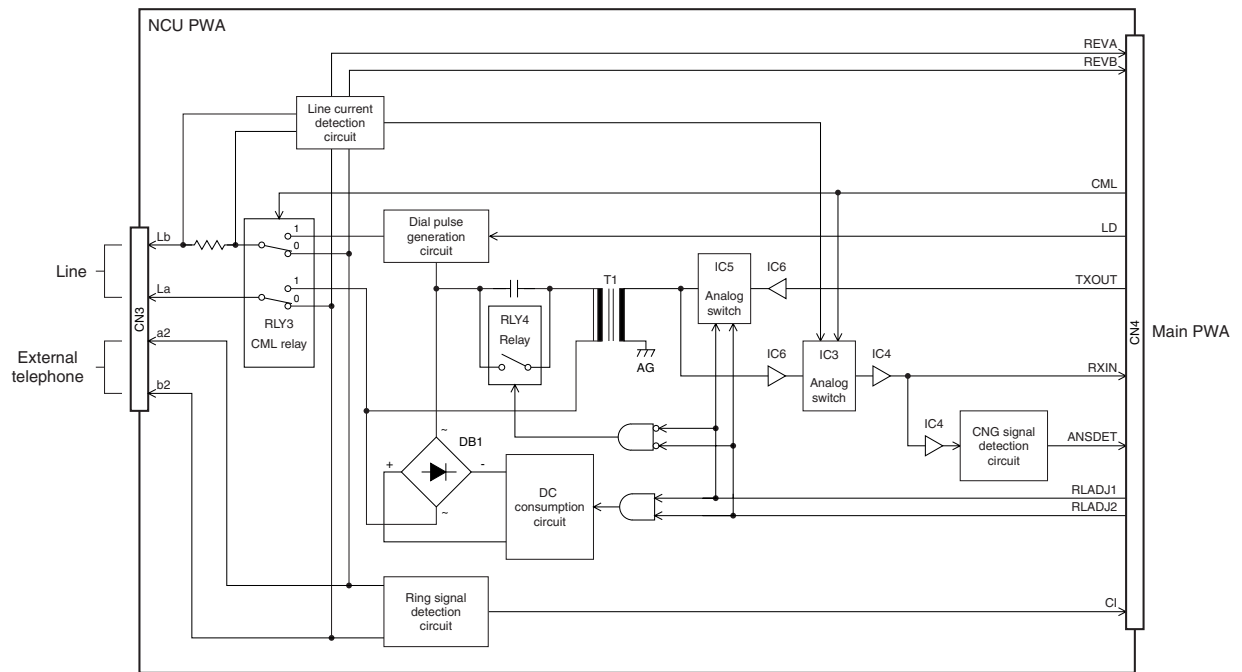 NCU PWA
REVA
REVB
Line current
detection
circuit
CML
Lb
1
0
Dial pulse
generation
circuit
LD
Line
La
1
0
RLY3
CML relay
T1
IC5
Analog
switch
IC6
TXOUT
CN3
RLY4
Relay
AG
IC6
IC3
Analog
switch
IC4
RXIN
CN4
Main PWA
External
telephone
a2
b2
IC4
CNG signal
detection
circuit
ANSDET
~
DB1
+
-
~
DC
consumption
circuit
RLADJ1
RLADJ2
Ring signal
detection
circuit
CI